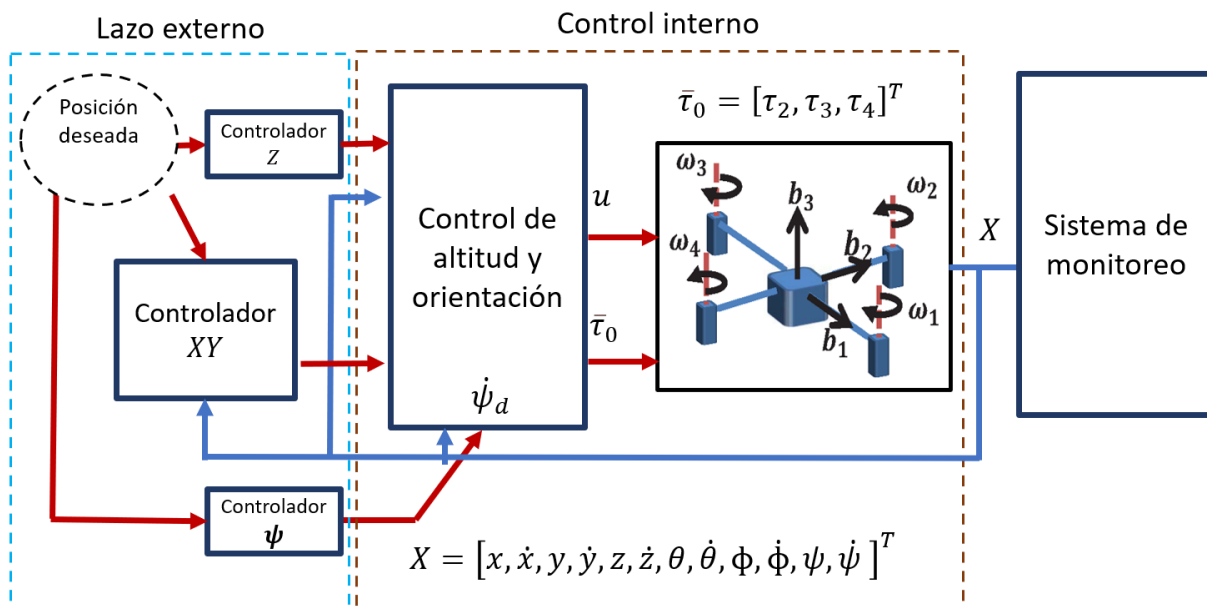 Lazo externo
Control interno
Posición
deseada
Controlador
Z
Controlador
XY
Controlador
ψ
Control de
altitud y
orientación
ψ̇_d
u
τ̄₀
τ̄₀ = [τ₂, τ₃, τ₄]ᵀ
ω₃
ω₂
ω₄
ω₁
b₃
b₂
b₁
X
Sistema de
monitoreo
X = [x, ẋ, y, ẏ, z, ż, θ, θ̇, ϕ, ϕ̇, ψ, ψ̇]ᵀ